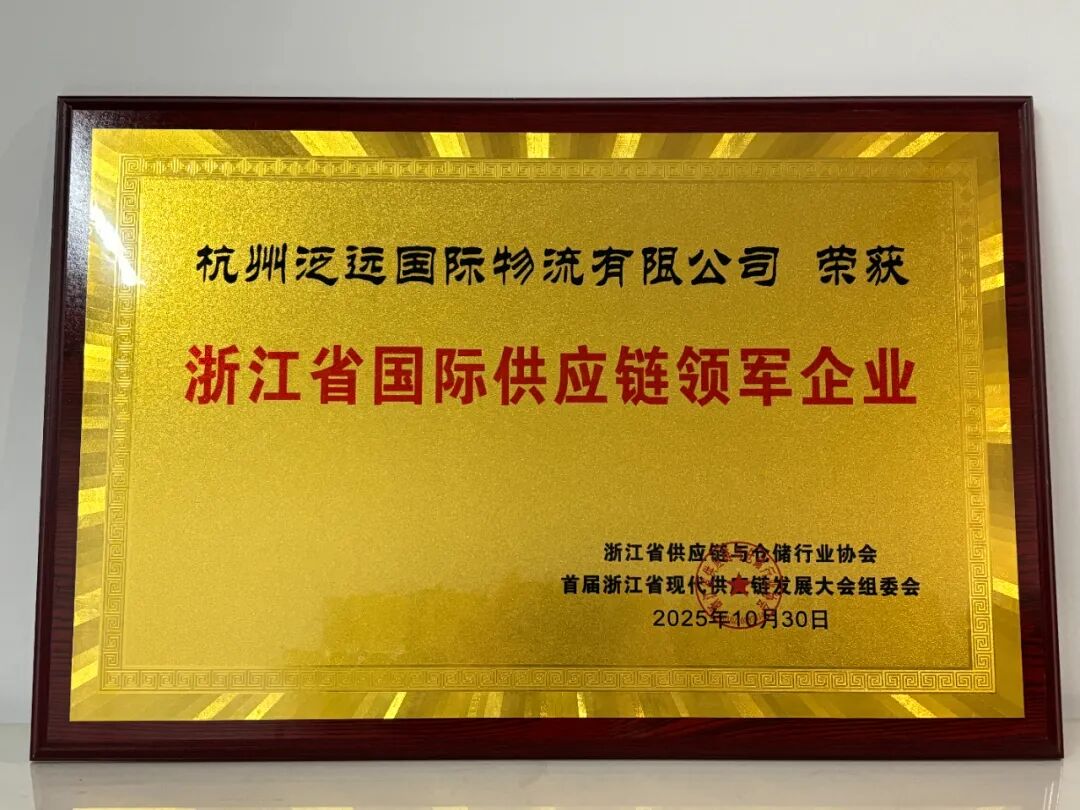 杭州泛远国际物流有限公司 荣获
浙江省国际供应链领军企业
浙江省供应链与仓储行业协会
首届浙江省现代供应链发展大会组委会
2025年10月30日